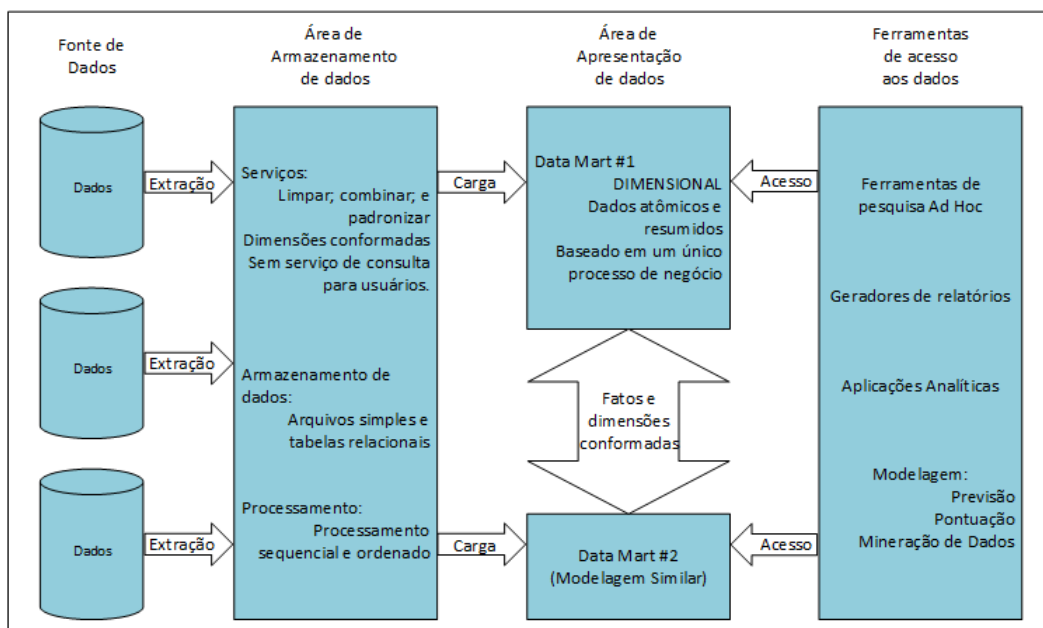 Fonte de
Dados
Área de
Armazenamento
de dados
Área de
Apresentação
de dados
Ferramentas
de acesso
aos dados
Dados
Extração
Serviços:
Limpar; combinar; e
padronizar
Dimensões conformadas
Sem serviço de consulta
para usuários.
Carga
Data Mart #1
DIMENSIONAL
Dados atômicos e
resumidos
Baseado em um único
processo de negócio
Acesso
Ferramentas de
pesquisa Ad Hoc
Geradores de relatórios
Dados
Extração
Armazenamento de
dados:
Arquivos simples e
tabelas relacionais
Fatos e
dimensões
conformadas
Aplicações Analíticas
Dados
Extração
Processamento:
Processamento
sequencial e ordenado
Carga
Data Mart #2
(Modelagem Similar)
Acesso
Modelagem:
Previsão
Pontuação
Mineração de Dados